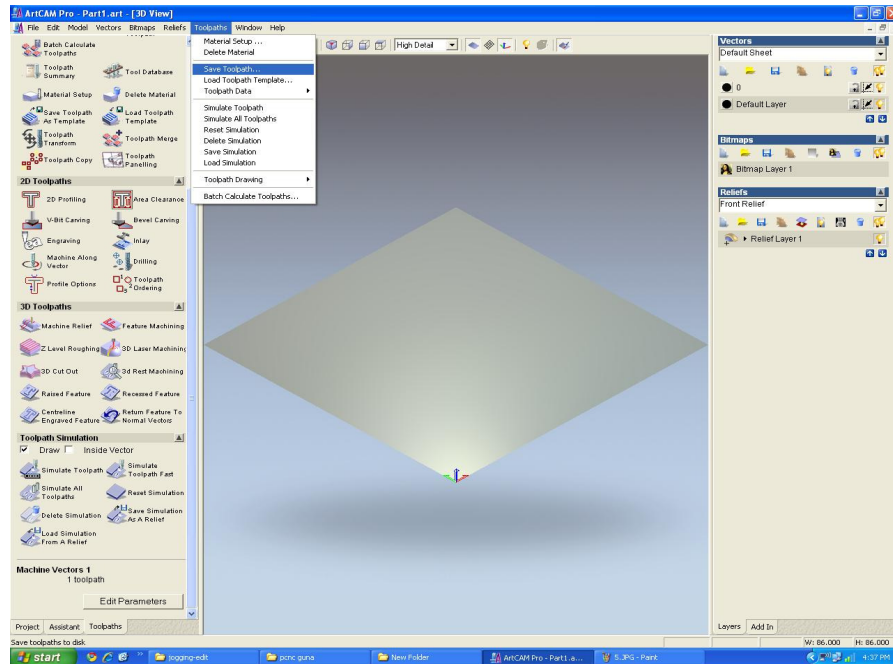 ArtCAM Pro - Part1.art - [3D View]
File Edit Model Vectors Bitmaps Reliefs Toolpaths Window Help
Batch Calculate
Toolpaths
Toolpath
Summary
Tool Database
Material Setup
Delete Material
Save Toolpath
As Template
Load Toolpath
Template
Toolpath
Transform
Toolpath Merge
Toolpath Copy
Toolpath
Panelling
2D Toolpaths
2D Profiling
Area Clearance
V-Bit Carving
Bevel Carving
Engraving
Inlay
Machine Along
Vector
Drilling
Profile Options
Toolpath
Ordering
3D Toolpaths
Machine Relief
Feature Machining
Z Level Roughing
3D Laser Machining
3D Cut Out
3d Rest Machining
Raised Feature
Recessed Feature
Centreline
Engraved Feature
Return Feature To
Normal Vectors
Toolpath Simulation
Draw
Inside Vector
Simulate Toolpath
Simulate
Toolpath Fast
Simulate All
Toolpaths
Reset Simulation
Delete Simulation
Save Simulation
As A Relief
Load Simulation
From A Relief
Machine Vectors 1
1 toolpath
Edit Parameters
Project Assistant Toolpaths
Save toolpaths to disk
Material Setup ...
Delete Material
Save Toolpath...
Load Toolpath Template...
Toolpath Data
Simulate Toolpath
Simulate All Toolpaths
Reset Simulation
Delete Simulation
Save Simulation
Load Simulation
Toolpath Drawing
Batch Calculate Toolpaths...
High Detail
Vectors
Default Sheet
0
Default Layer
Bitmaps
Bitmap Layer 1
Reliefs
Front Relief
Relief Layer 1
Layers Add In
W: 86.000 H: 86.000
start
jogging-edit
pcnc guna
New Folder
ArtCAM Pro - Part1.a...
5.JPG - Paint
4:37 PM